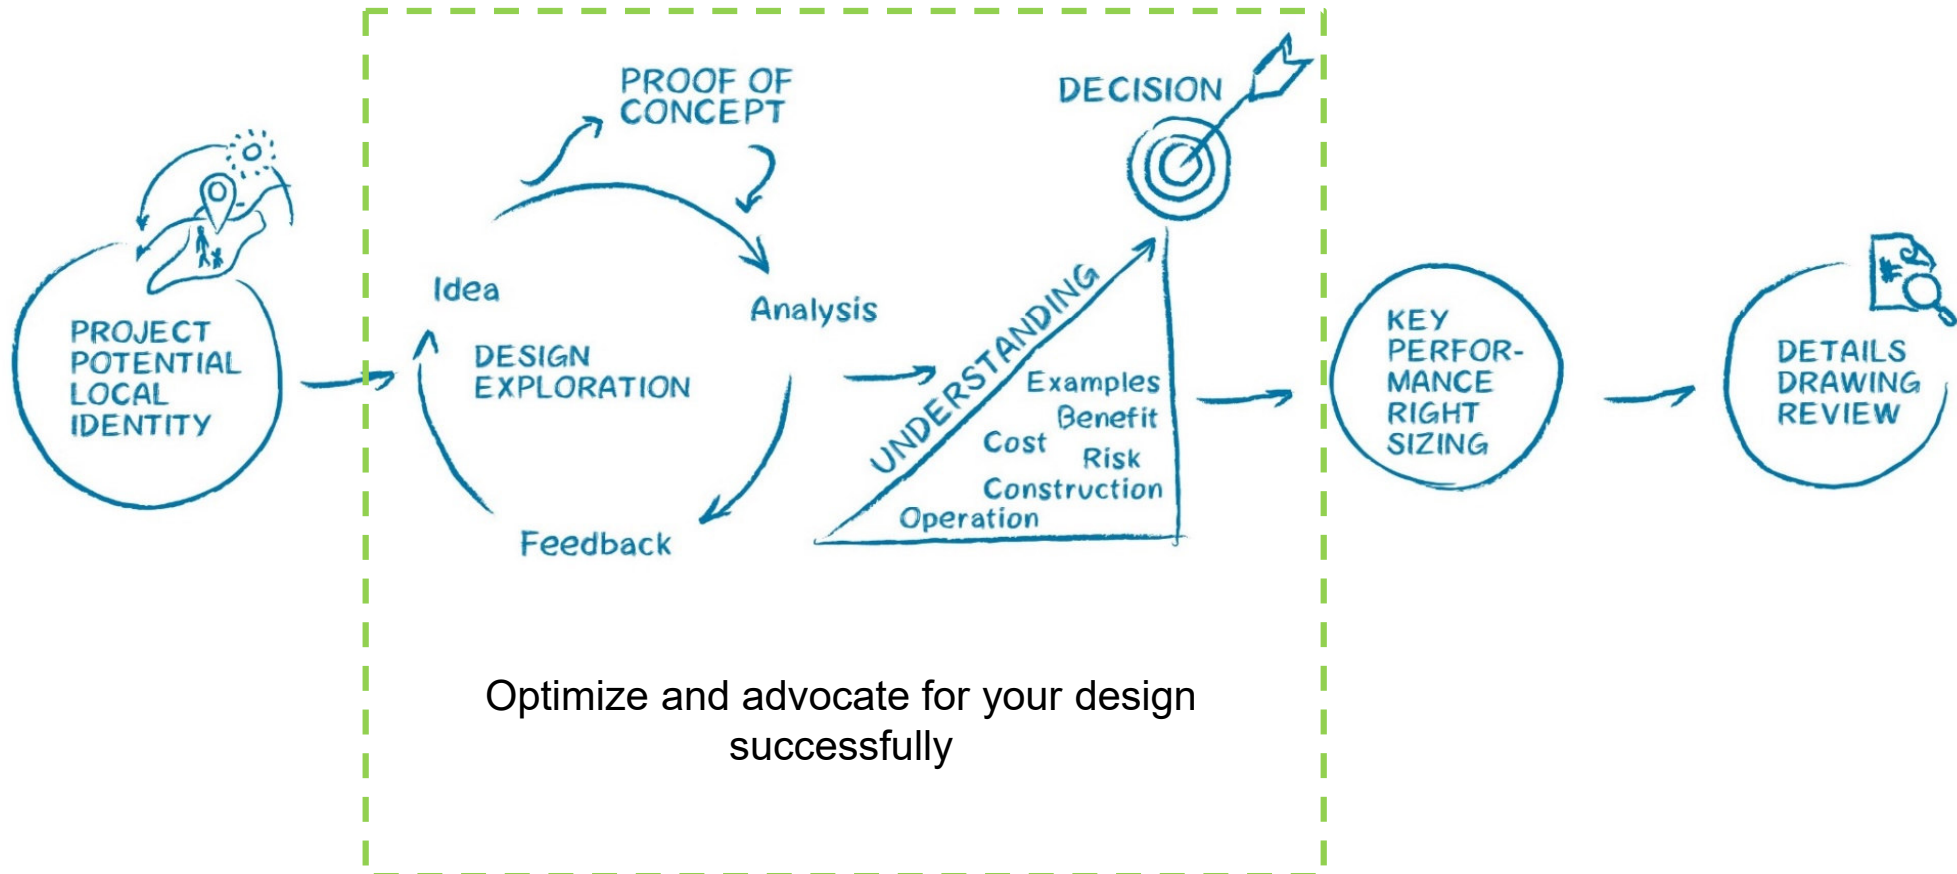 PROJECT
POTENTIAL
LOCAL
IDENTITY
PROOF OF
CONCEPT
Idea
Analysis
DESIGN
EXPLORATION
Feedback
DECISION
UNDERSTANDING
Examples
Benefit
Cost
Risk
Construction
Operation
KEY
PERFOR-
MANCE
RIGHT
SIZING
DETAILS
DRAWING
REVIEW
Optimize and advocate for your design
successfully